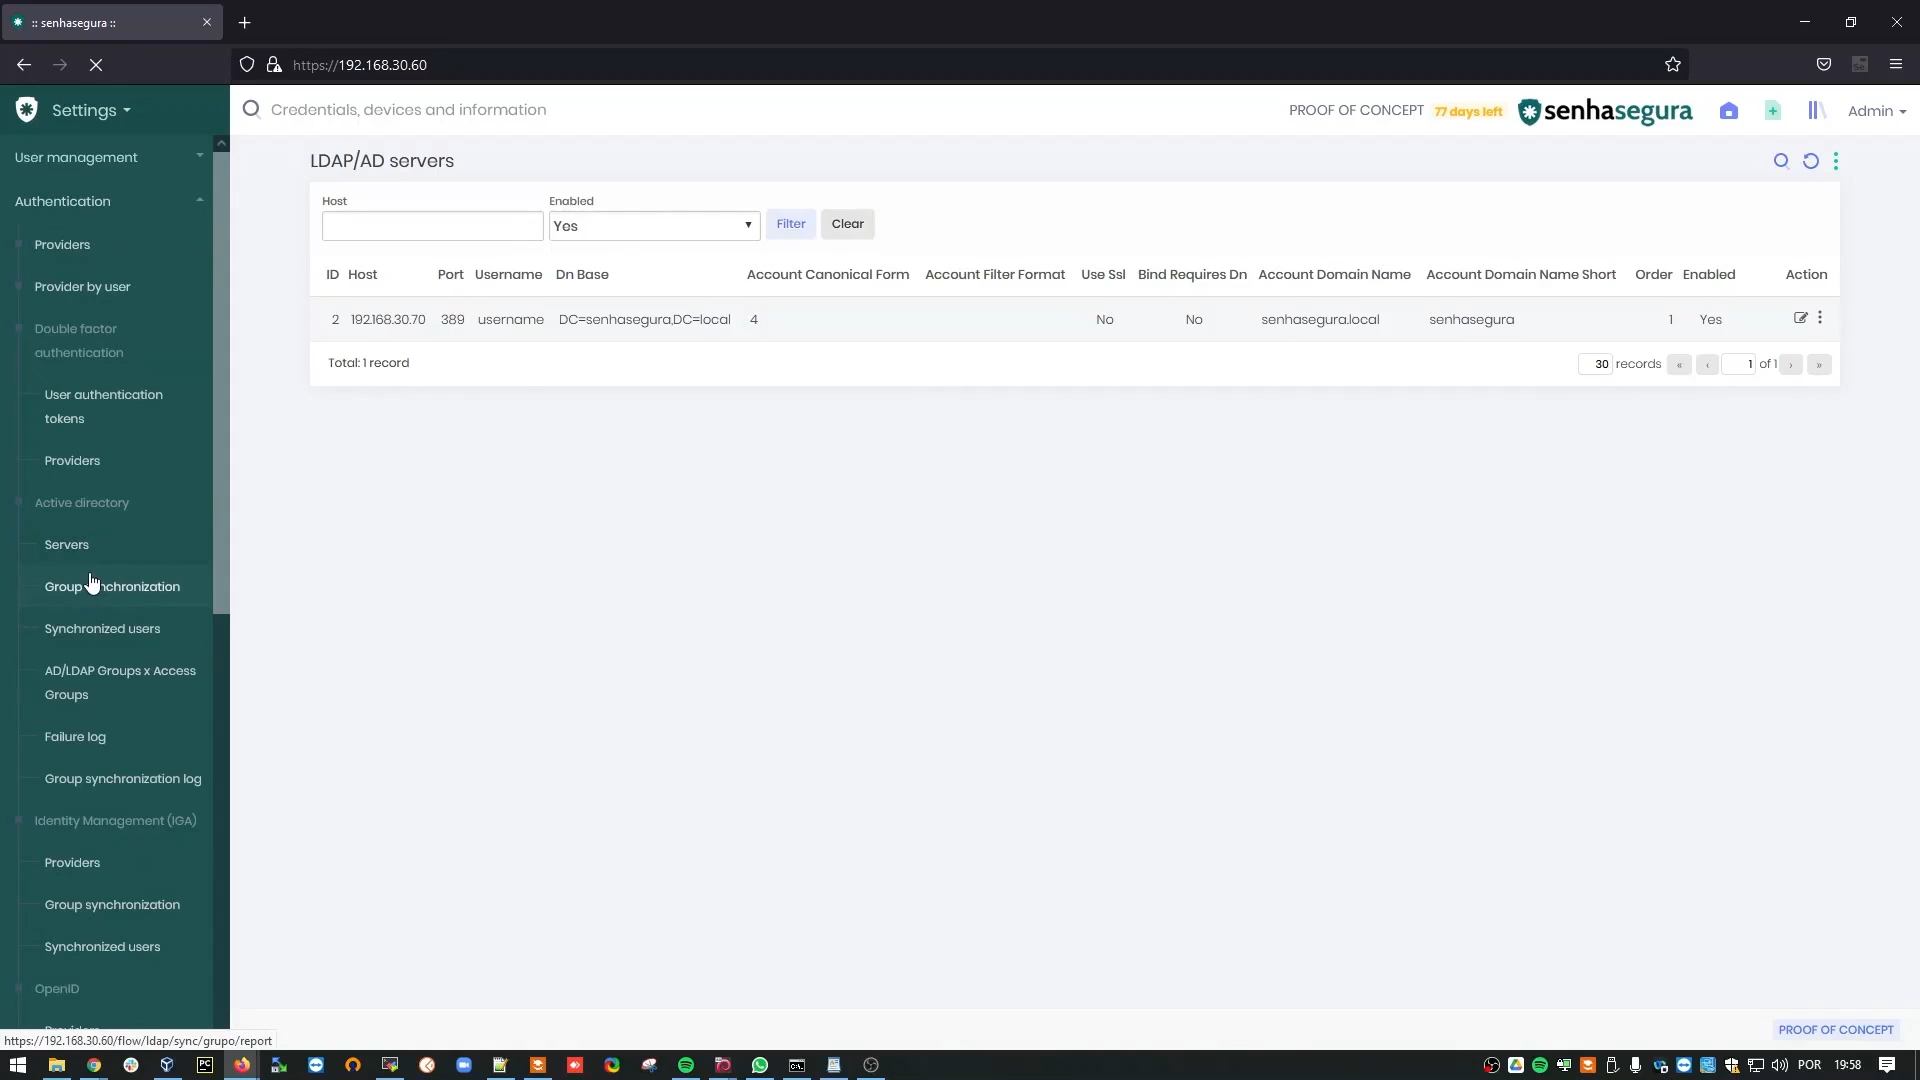 :: senhasegura ::
https://192.168.30.60
Settings
Credentials, devices and information
PROOF OF CONCEPT
77 days left
senhasegura
Admin
User management
Authentication
Providers
Provider by user
Double factor
authentication
User authentication
tokens
Providers
Active directory
Servers
Group synchronization
Synchronized users
AD/LDAP Groups x Access
Groups
Failure log
Group synchronization log
Identity Management (IGA)
Providers
Group synchronization
Synchronized users
OpenID
Providers
LDAP/AD servers
Host
Enabled
Yes
Filter
Clear
ID Host Port Username Dn Base Account Canonical Form Account Filter Format Use Ssl Bind Requires Dn Account Domain Name Account Domain Name Short Order Enabled Action
2 192.168.30.70 389 username DC=senhasegura,DC=local 4 No No senhasegura.local senhasegura 1 Yes
Total: 1 record
30 records « ‹ 1 of 1 › »
PROOF OF CONCEPT
https://192.168.30.60/flow/ldap/sync/grupo/report
PC
POR
19:58